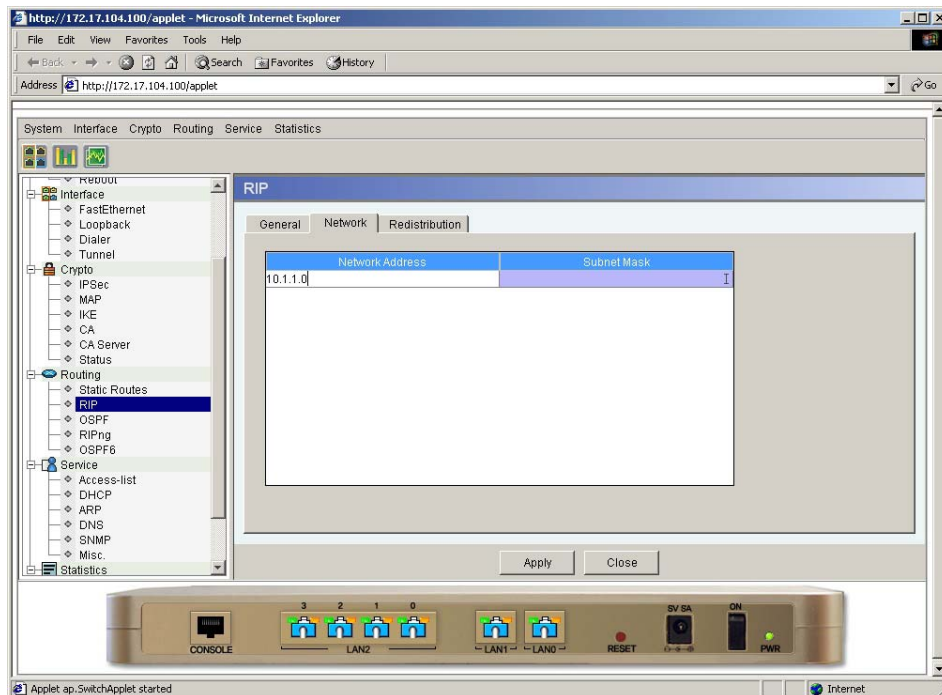 http://172.17.104.100/applet - Microsoft Internet Explorer
File Edit View Favorites Tools Help
Back Search Favorites History
Address http://172.17.104.100/applet Go
System Interface Crypto Routing Service Statistics
Reboot
Interface
FastEthernet
Loopback
Dialer
Tunnel
Crypto
IPSec
MAP
IKE
CA
CA Server
Status
Routing
Static Routes
RIP
OSPF
RIPng
OSPF6
Service
Access-list
DHCP
ARP
DNS
SNMP
Misc.
Statistics
RIP
General Network Redistribution
Network Address Subnet Mask
10.1.1.0
Apply Close
3 2 1 0
CONSOLE LAN2 LAN1 LAN0 RESET 5V 5A ON PWR
Applet ap.SwitchApplet started Internet